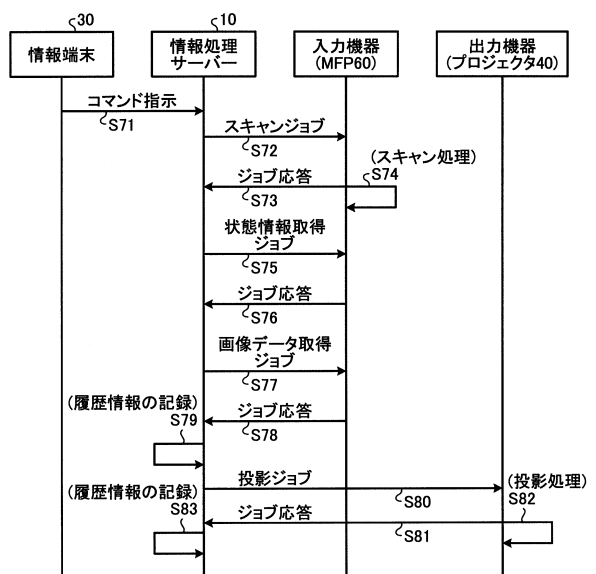 30
10
情報端末
情報処理
サーバー
入力機器
(MFP60)
出力機器
(プロジェクタ40)
コマンド指示
S71
スキャンジョブ
S72
(スキャン処理)
S74
ジョブ応答
S73
状態情報取得
ジョブ
S75
ジョブ応答
S76
画像データ取得
ジョブ
S77
(履歴情報の記録)
S79
ジョブ応答
S78
投影ジョブ
S80
(投影処理)
S82
(履歴情報の記録)
S83
ジョブ応答
S81